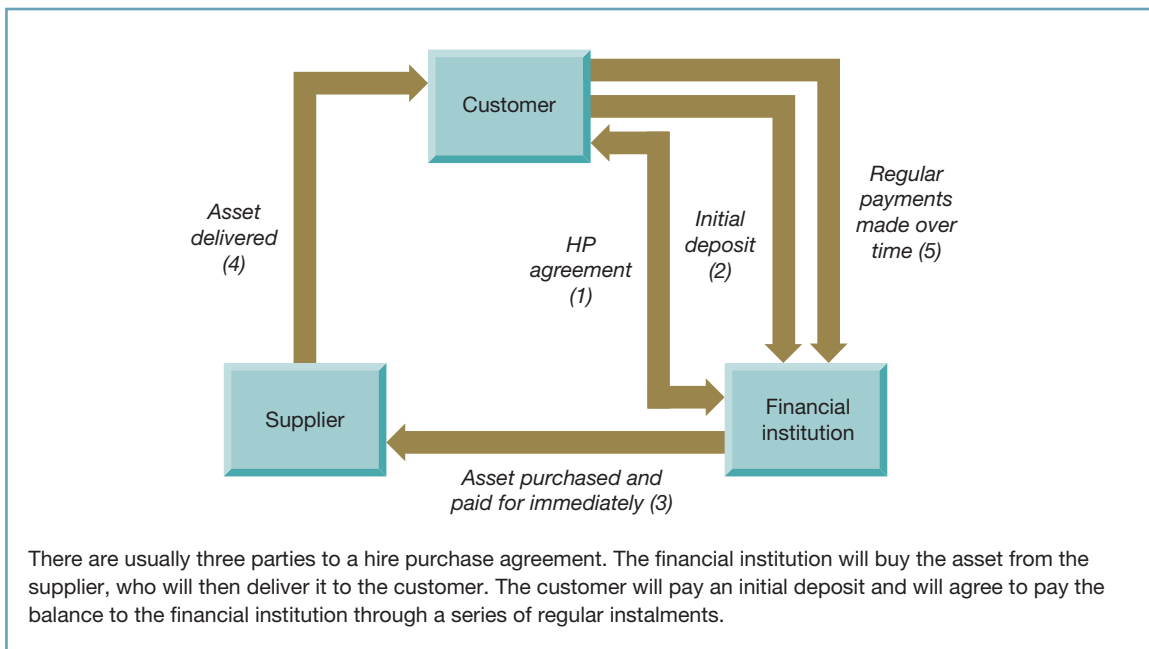 Customer
Asset
delivered
(4)
HP
agreement
(1)
Initial
deposit
(2)
Regular
payments
made over
time (5)
Supplier
Financial
institution
Asset purchased and
paid for immediately (3)
There are usually three parties to a hire purchase agreement. The financial institution will buy the asset from the
supplier, who will then deliver it to the customer. The customer will pay an initial deposit and will agree to pay the
balance to the financial institution through a series of regular instalments.